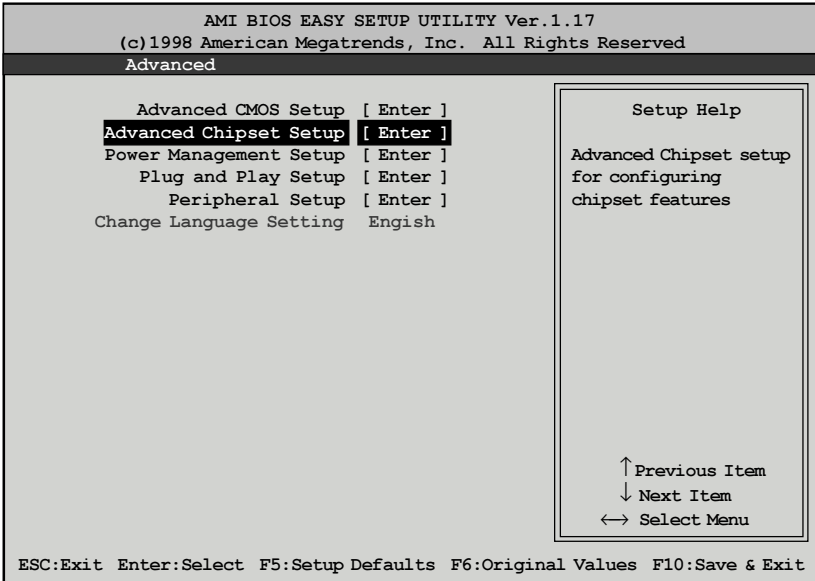 AMI BIOS EASY SETUP UTILITY Ver.1.17
(c)1998 American Megatrends, Inc. All Rights Reserved
Advanced
Advanced CMOS Setup [ Enter ]
Advanced Chipset Setup [ Enter ]
Power Management Setup [ Enter ]
Plug and Play Setup [ Enter ]
Peripheral Setup [ Enter ]
Change Language Setting Engish
Setup Help
Advanced Chipset setup
for configuring
chipset features
↑ Previous Item
↓ Next Item
↔ Select Menu
ESC:Exit Enter:Select F5:Setup Defaults F6:Original Values F10:Save & Exit